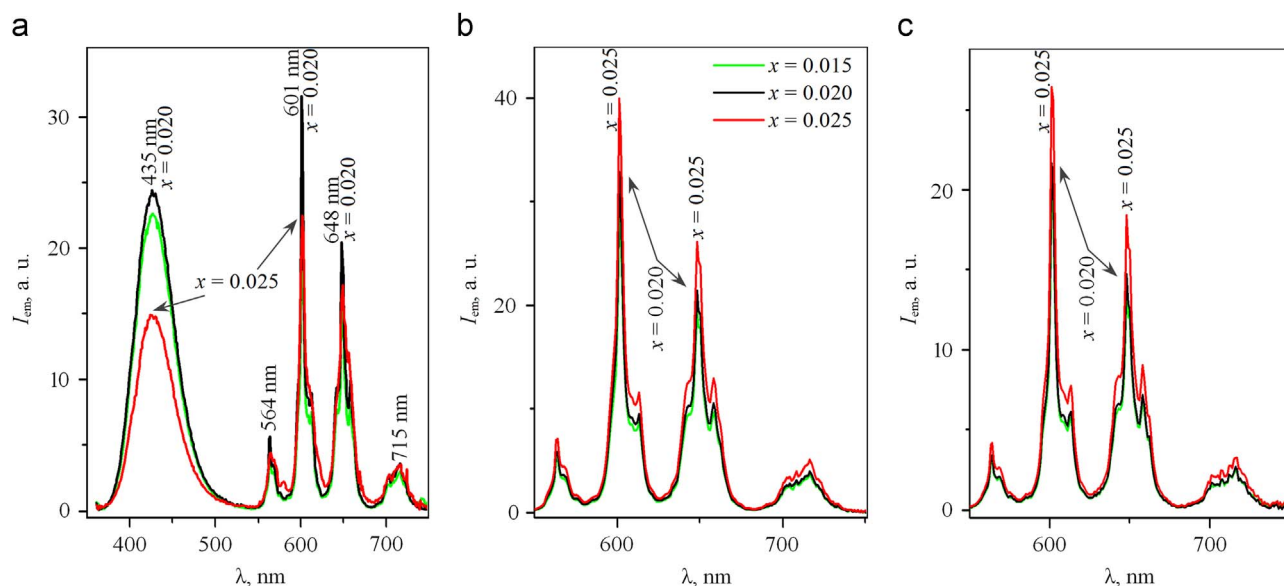 a
435 nm
x = 0.020
601 nm
x = 0.020
648 nm
x = 0.020
x = 0.025
564 nm
715 nm
30
20
10
0
I em, a. u.
400
500
600
700
λ, nm
b
x = 0.015
x = 0.020
x = 0.025
x = 0.025
x = 0.025
x = 0.020
40
20
0
I em, a. u.
600
700
λ, nm
c
x = 0.025
x = 0.025
x = 0.020
20
10
0
I em, a. u.
600
700
λ, nm